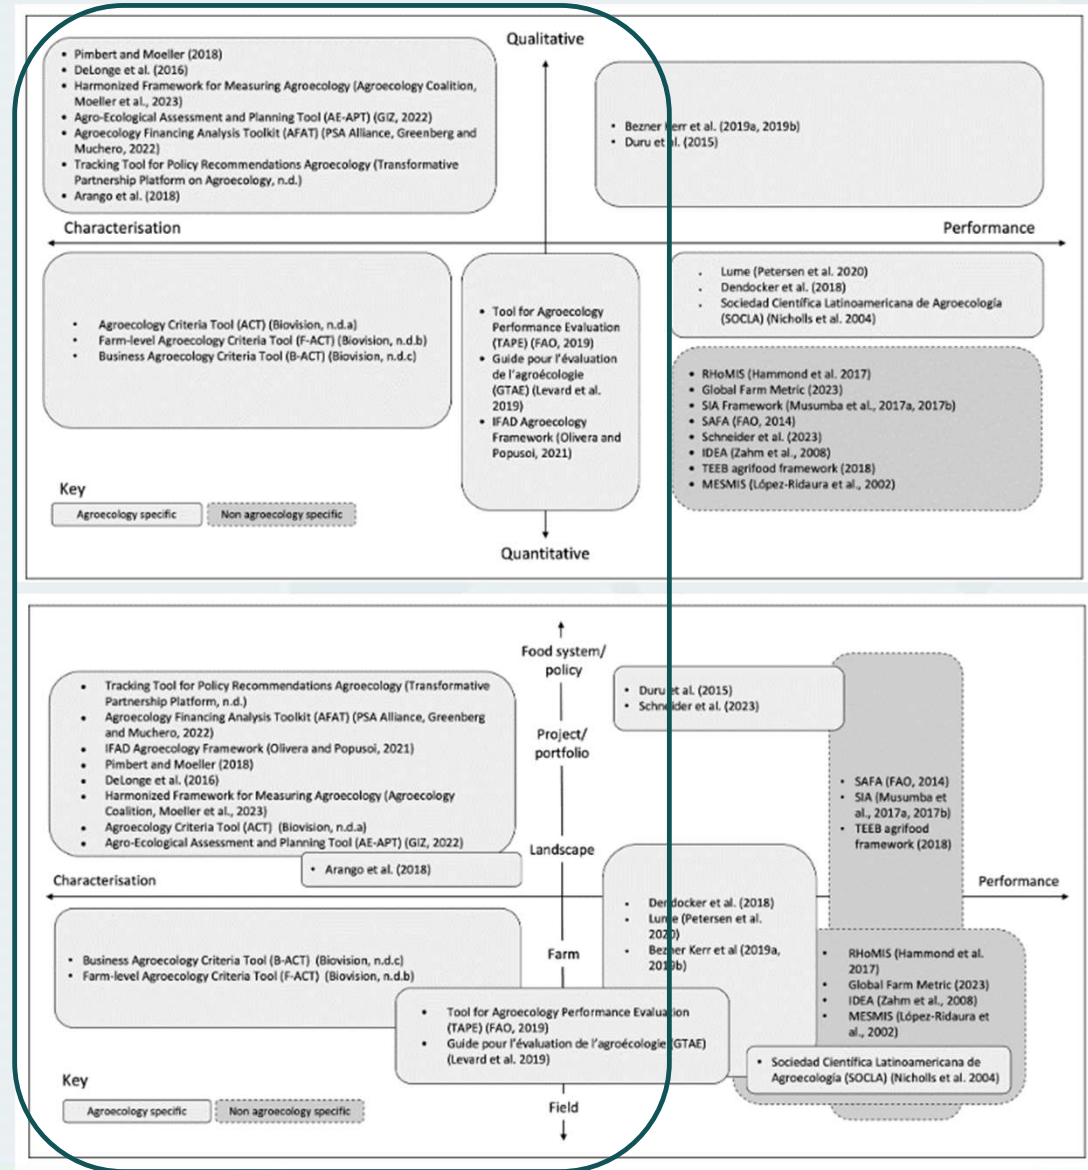 Qualitative
• Pimbert and Moeller (2018)
• DeLonge et al. (2016)
• Harmonized Framework for Measuring Agroecology (Agroecology Coalition,
Moeller et al., 2023)
• Agro-Ecological Assessment and Planning Tool (AE-APT) (GIZ, 2022)
• Agroecology Financing Analysis Toolkit (AFAT) (PSA Alliance, Greenberg and
Muchero, 2022)
• Tracking Tool for Policy Recommendations Agroecology (Transformative
Partnership Platform on Agroecology, n.d.)
• Arango et al. (2018)
• Bezner Kerr et al. (2019a, 2019b)
• Duru et al. (2015)
Characterisation
Performance
• Agroecology Criteria Tool (ACT) (Biovision, n.d.a)
• Farm-level Agroecology Criteria Tool (F-ACT) (Biovision, n.d.b)
• Business Agroecology Criteria Tool (B-ACT) (Biovision, n.d.c)
• Tool for Agroecology
Performance Evaluation
(TAPE) (FAO, 2019)
• Guide pour l'évaluation
de l'agroécologie
(GTAE) (Levard et al.
2019)
• IFAD Agroecology
Framework (Olivera and
Popusoi, 2021)
• Lume (Petersen et al. 2020)
• Dendocker et al. (2018)
• Sociedad Científica Latinoamericana de Agroecología
(SOCLA) (Nicholls et al. 2004)
• RHoMIS (Hammond et al. 2017)
• Global Farm Metric (2023)
• SIA Framework (Musumba et al., 2017a, 2017b)
• SAFA (FAO, 2014)
• Schneider et al. (2023)
• IDEA (Zahm et al., 2008)
• TEEB agrifood framework (2018)
• MESMIS (López-Ridaura et al., 2002)
Key
Agroecology specific
Non agroecology specific
Quantitative
Food system/
policy
Project/
portfolio
Landscape
• Tracking Tool for Policy Recommendations Agroecology (Transformative
Partnership Platform, n.d.)
• Agroecology Financing Analysis Toolkit (AFAT) (PSA Alliance, Greenberg
and Muchero, 2022)
• IFAD Agroecology Framework (Olivera and Popusoi, 2021)
• Pimbert and Moeller (2018)
• DeLonge et al. (2016)
• Harmonized Framework for Measuring Agroecology (Agroecology
Coalition, Moeller et al., 2023)
• Agroecology Criteria Tool (ACT) (Biovision, n.d.a)
• Agro-Ecological Assessment and Planning Tool (AE-APT) (GIZ, 2022)
• Arango et al. (2018)
• Duru et al. (2015)
• Schneider et al. (2023)
• SAFA (FAO, 2014)
• SIA (Musumba et
al., 2017a, 2017b)
• TEEB agrifood
framework (2018)
Characterisation
Performance
• Business Agroecology Criteria Tool (B-ACT) (Biovision, n.d.c)
• Farm-level Agroecology Criteria Tool (F-ACT) (Biovision, n.d.b)
• Dendocker et al. (2018)
• Lume (Petersen et al.
2020)
• Bezner Kerr et al (2019a,
2019b)
Farm
• RHoMIS (Hammond et al.
2017)
• Global Farm Metric (2023)
• IDEA (Zahm et al., 2008)
• MESMIS (López-Ridaura et
al., 2002)
• Tool for Agroecology Performance Evaluation
(TAPE) (FAO, 2019)
• Guide pour l'évaluation de l'agroécologie (GTAE)
(Levard et al. 2019)
• Sociedad Científica Latinoamericana de
Agroecología (SOCLA) (Nicholls et al. 2004)
Key
Agroecology specific
Non agroecology specific
Field